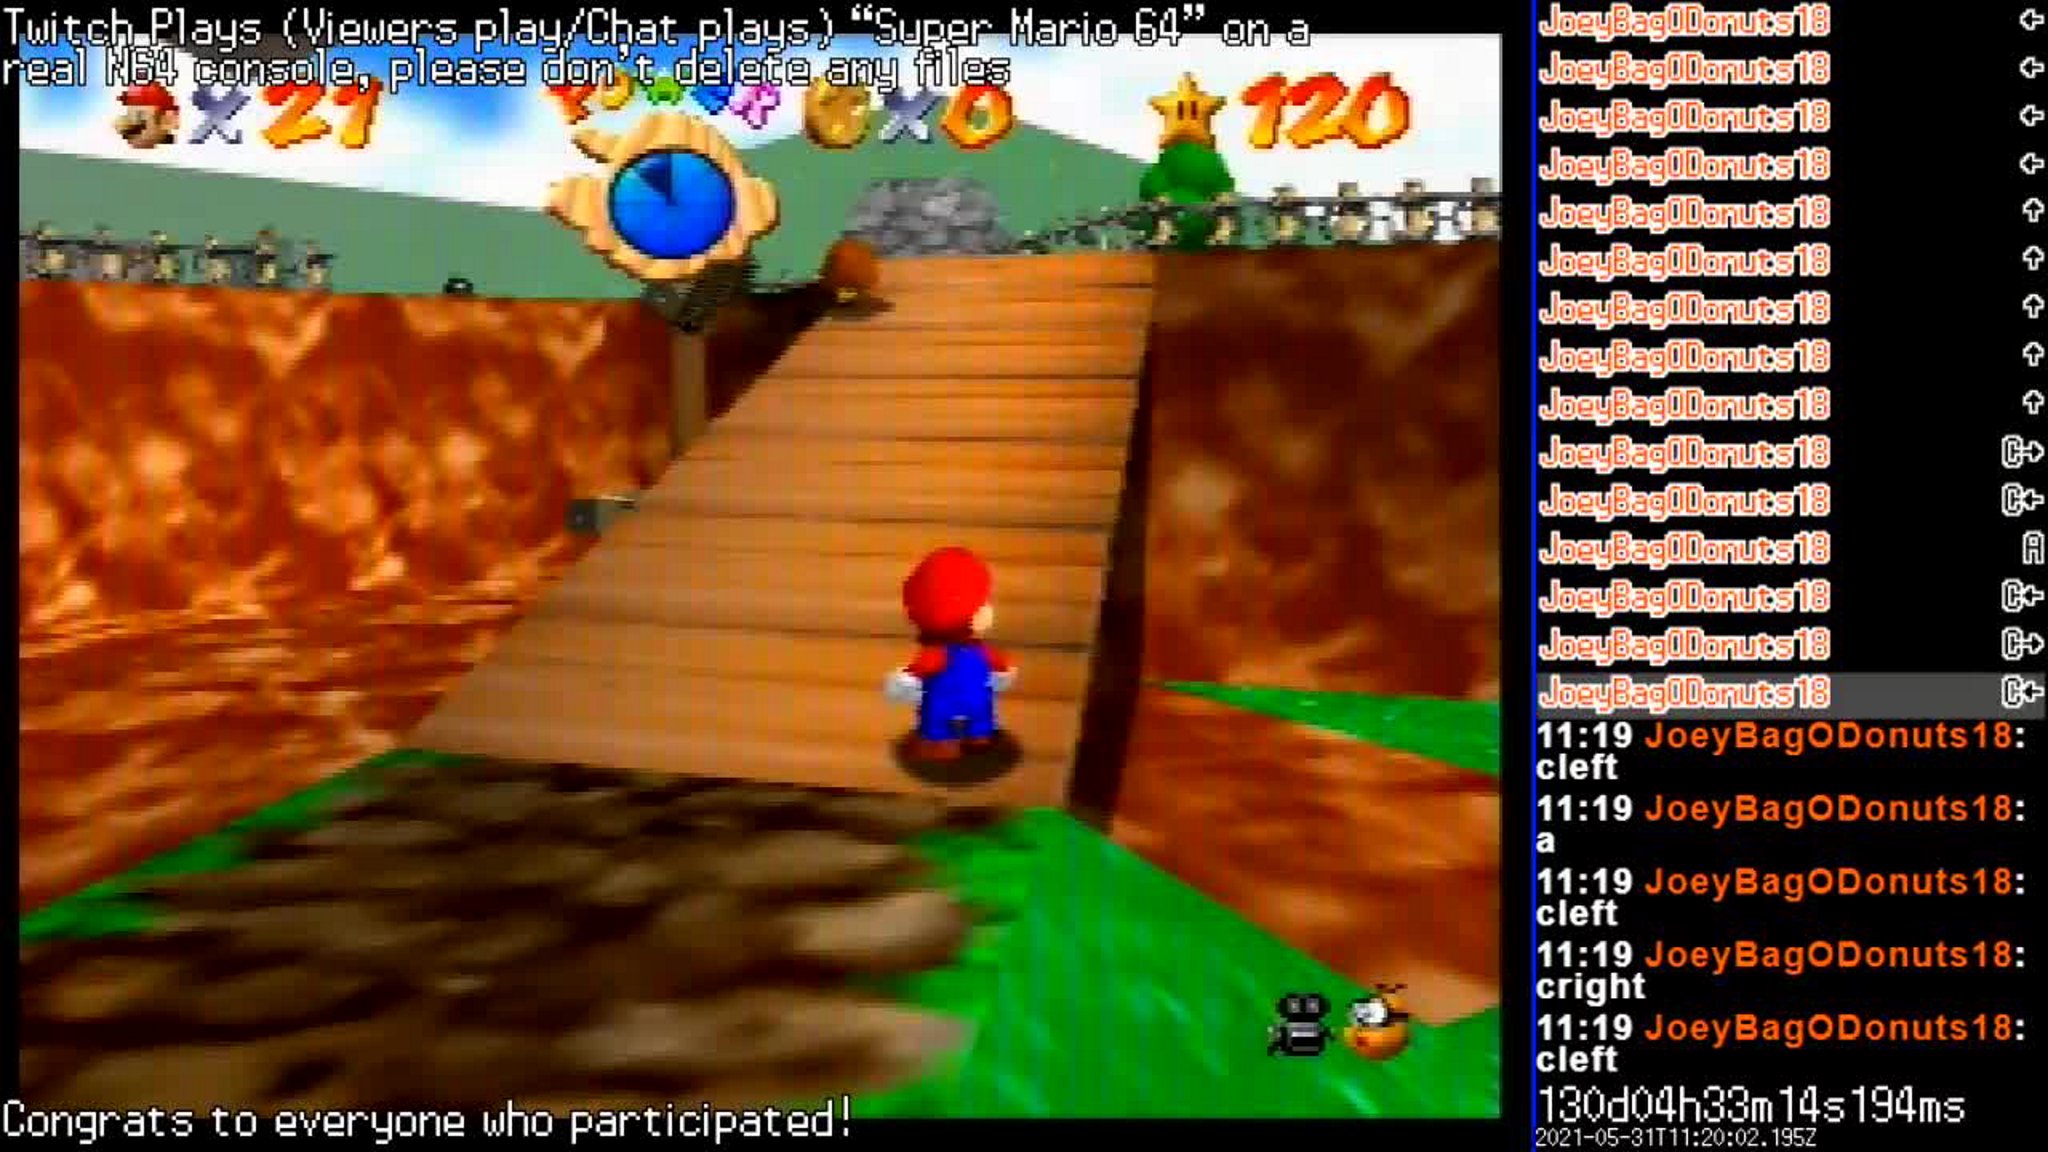 Twitch Plays (Viewers play/Chat plays) “Super Mario 64” on a
real N64 console, please don't delete any files
x 21
POWER
x 0
120
Congrats to everyone who participated!
JoeyBagODonuts18 ←
JoeyBagODonuts18 ←
JoeyBagODonuts18 ←
JoeyBagODonuts18 ←
JoeyBagODonuts18 ↑
JoeyBagODonuts18 ↑
JoeyBagODonuts18 ↑
JoeyBagODonuts18 ↑
JoeyBagODonuts18 ↑
JoeyBagODonuts18 C→
JoeyBagODonuts18 C←
JoeyBagODonuts18 A
JoeyBagODonuts18 C←
JoeyBagODonuts18 C→
JoeyBagODonuts18 C←
11:19 JoeyBagODonuts18:
cleft
11:19 JoeyBagODonuts18:
a
11:19 JoeyBagODonuts18:
cleft
11:19 JoeyBagODonuts18:
cright
11:19 JoeyBagODonuts18:
cleft
130d04h33m14s194ms
2021-05-31T11:20:02.195Z